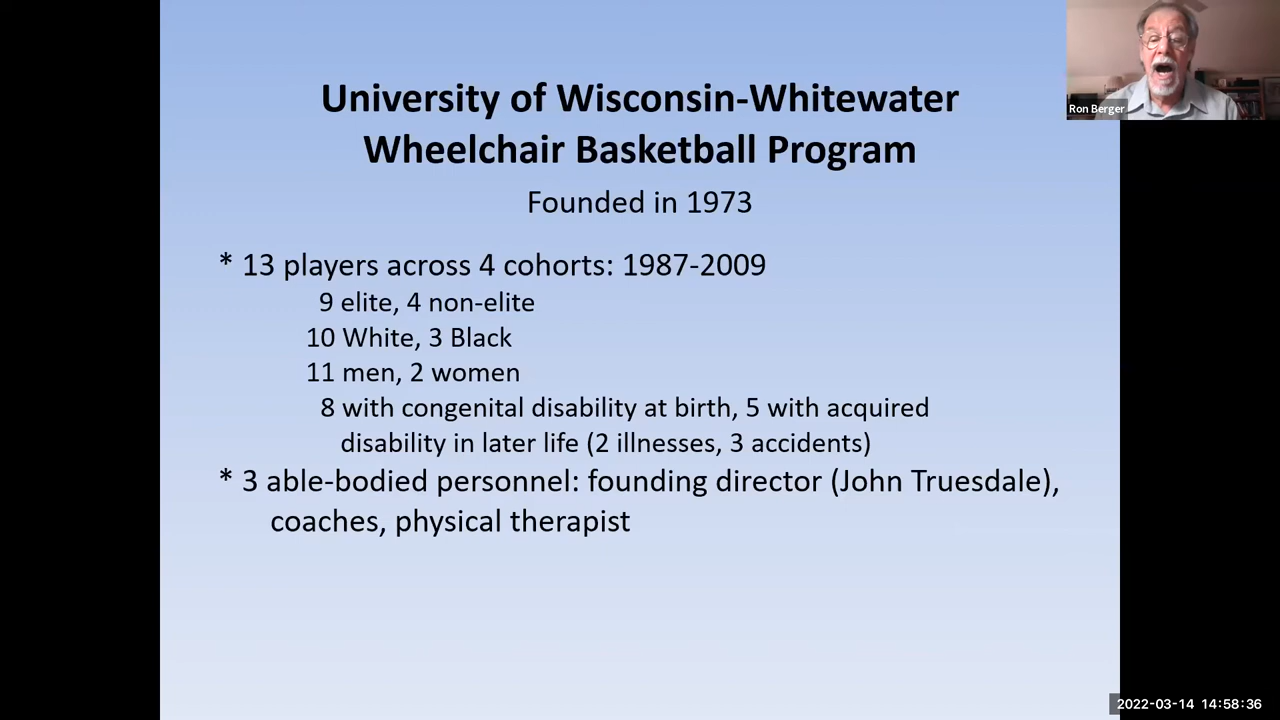 University of Wisconsin-Whitewater
Wheelchair Basketball Program
Founded in 1973
* 13 players across 4 cohorts: 1987-2009
9 elite, 4 non-elite
10 White, 3 Black
11 men, 2 women
8 with congenital disability at birth, 5 with acquired
disability in later life (2 illnesses, 3 accidents)
* 3 able-bodied personnel: founding director (John Truesdale),
coaches, physical therapist
Ron Berger
2022-03-14 14:58:36